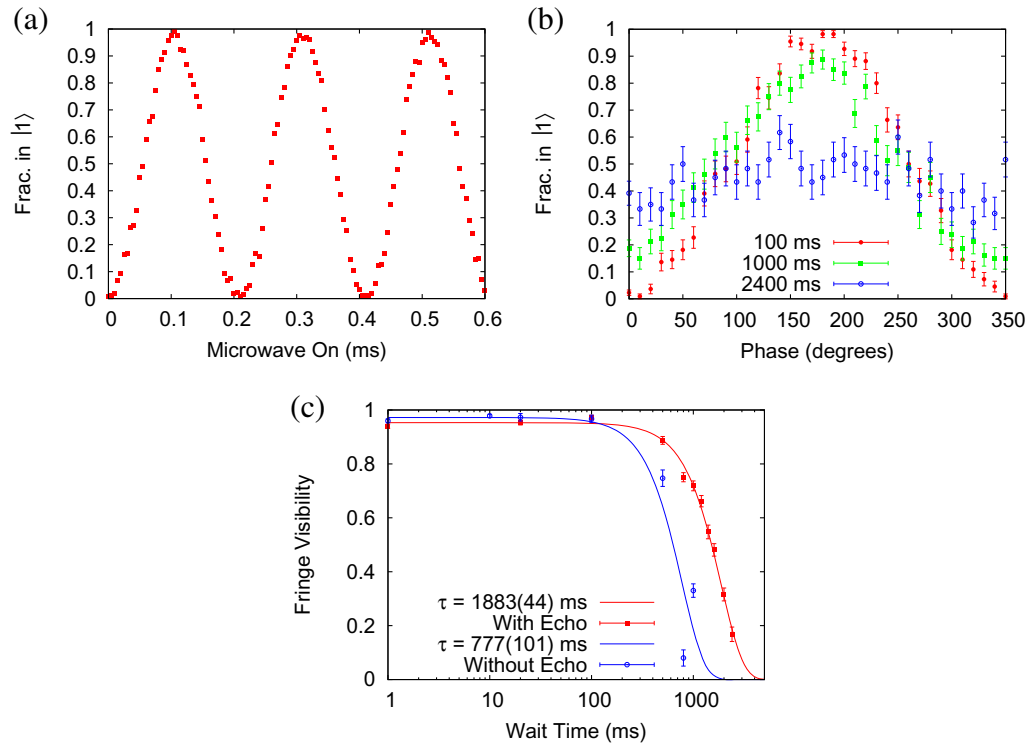 (a)
1
0.9
0.8
0.7
0.6
0.5
0.4
0.3
0.2
0.1
0
Frac. in |1⟩
0 0.1 0.2 0.3 0.4 0.5 0.6
Microwave On (ms)
(b)
1
0.9
0.8
0.7
0.6
0.5
0.4
0.3
0.2
0.1
0
Frac. in |1⟩
100 ms
1000 ms
2400 ms
0 50 100 150 200 250 300 350
Phase (degrees)
(c)
1
0.8
0.6
0.4
0.2
0
Fringe Visibility
τ = 1883(44) ms
With Echo
τ = 777(101) ms
Without Echo
1 10 100 1000
Wait Time (ms)